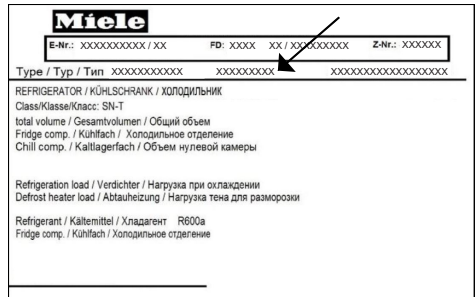 Miele
E-Nr.: XXXXXXXXXX / XX FD: XXXX XX / XXXXXXXXX Z-Nr.: XXXXXX
Type / Typ / Тип XXXXXXXXXXX XXXXXXXXX XXXXXXXXXXXXXXXXXX
REFRIGERATOR / KÜHLSCHRANK / ХОЛОДИЛЬНИК
Class/Klasse/Класс: SN-T
total volume / Gesamtvolumen / Общий объем
Fridge comp. / Kühlfach / Холодильное отделение
Chill comp. / Kaltlagerfach / Объем нулевой камеры
Refrigeration load / Verdichter / Нагрузка при охлаждении
Defrost heater load / Abtauheizung / Нагрузка тена для разморозки
Refrigerant / Kältemittel / Хладагент R600a
Fridge comp. / Kühlfach / Холодильное отделение